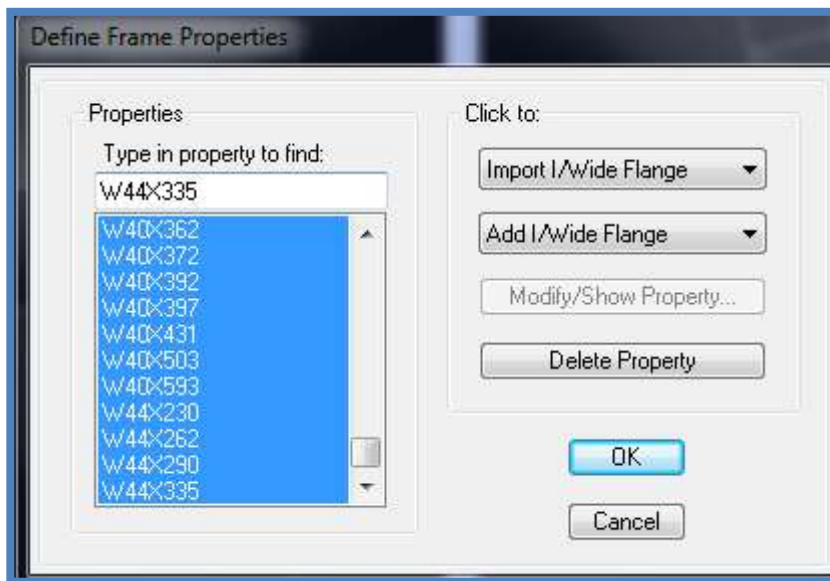 Define Frame Properties
Properties
Type in property to find:
W44X335
W40X362
W40X372
W40X392
W40X397
W40X431
W40X503
W40X593
W44X230
W44X262
W44X290
W44X335
Click to:
Import I/Wide Flange
Add I/Wide Flange
Modify/Show Property...
Delete Property
OK
Cancel